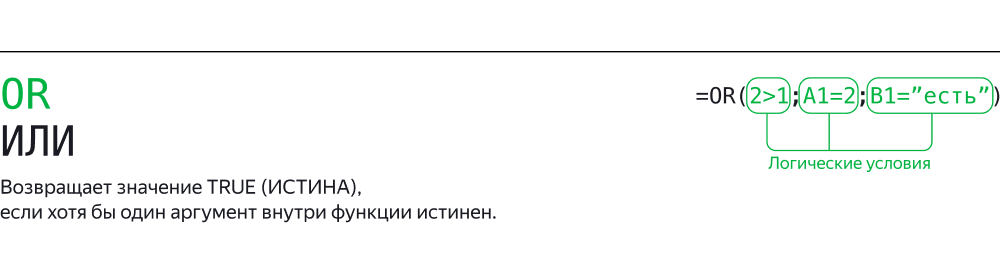 OR
ИЛИ
Возвращает значение TRUE (ИСТИНА),
если хотя бы один аргумент внутри функции истинен.
=OR(2>1;A1=2;B1=”есть”)
Логические условия